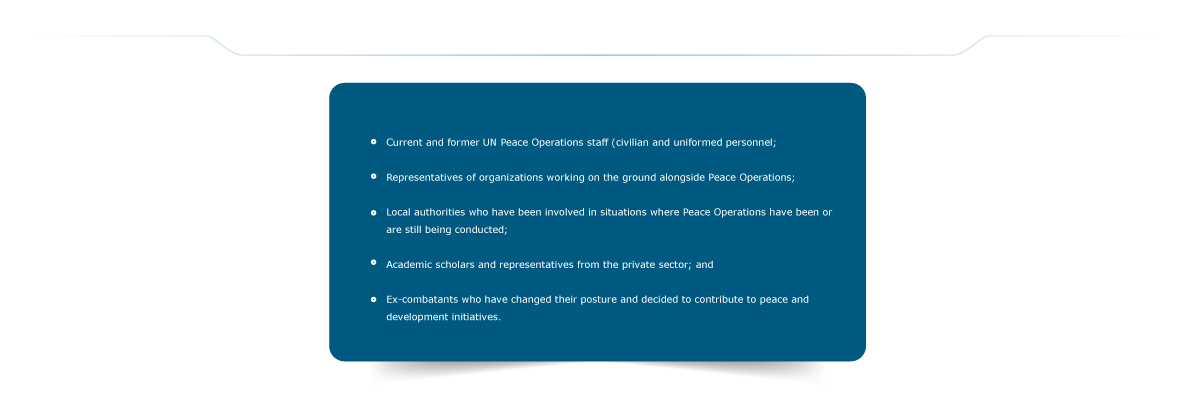 Current and former UN Peace Operations staff (civilian and uniformed personnel;
Representatives of organizations working on the ground alongside Peace Operations;
Local authorities who have been involved in situations where Peace Operations have been or
are still being conducted;
Academic scholars and representatives from the private sector; and
Ex-combatants who have changed their posture and decided to contribute to peace and
development initiatives.